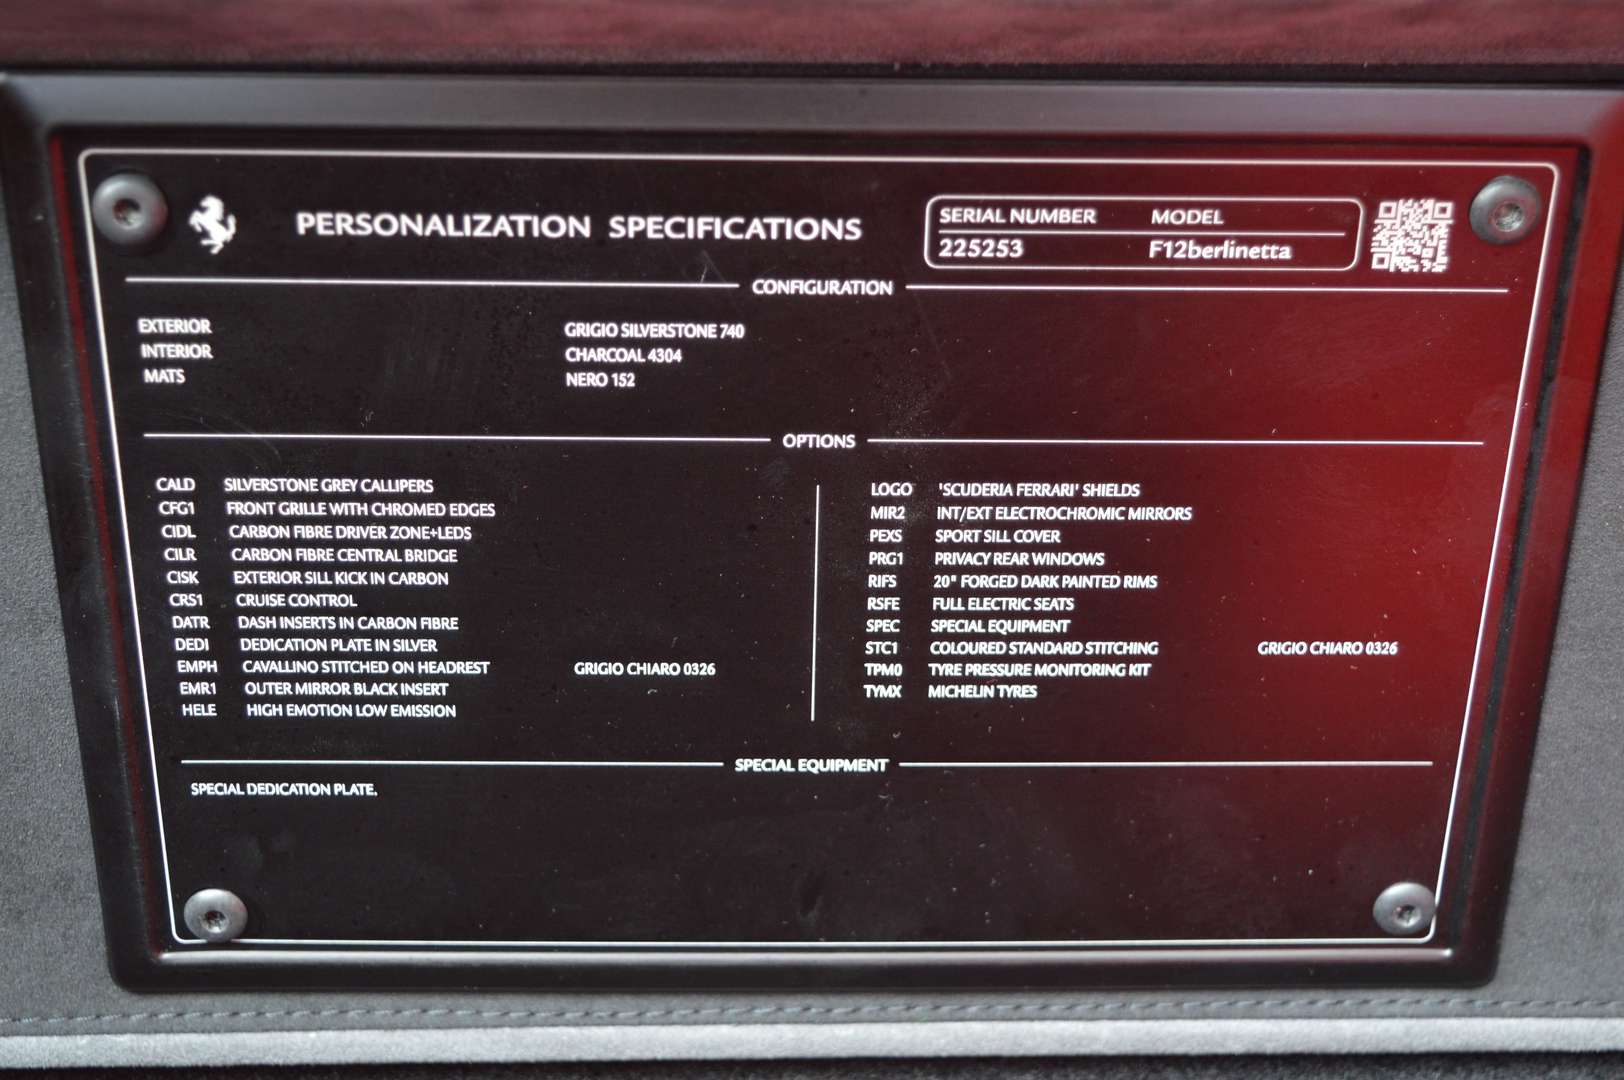 PERSONALIZATION SPECIFICATIONS
SERIAL NUMBER MODEL
225253 F12berlinetta
CONFIGURATION
EXTERIOR GRIGIO SILVERSTONE 740
INTERIOR CHARCOAL 4304
MATS NERO 152
OPTIONS
CALD SILVERSTONE GREY CALLIPERS
CFG1 FRONT GRILLE WITH CHROMED EDGES
CIDL CARBON FIBRE DRIVER ZONE+LEDS
CILR CARBON FIBRE CENTRAL BRIDGE
CISK EXTERIOR SILL KICK IN CARBON
CRS1 CRUISE CONTROL
DATR DASH INSERTS IN CARBON FIBRE
DEDI DEDICATION PLATE IN SILVER
EMPH CAVALLINO STITCHED ON HEADREST GRIGIO CHIARO 0326
EMR1 OUTER MIRROR BLACK INSERT
HELE HIGH EMOTION LOW EMISSION
LOGO 'SCUDERIA FERRARI' SHIELDS
MIR2 INT/EXT ELECTROCHROMIC MIRRORS
PEXS SPORT SILL COVER
PRG1 PRIVACY REAR WINDOWS
RIFS 20" FORGED DARK PAINTED RIMS
RSFE FULL ELECTRIC SEATS
SPEC SPECIAL EQUIPMENT
STC1 COLOURED STANDARD STITCHING GRIGIO CHIARO 0326
TPM0 TYRE PRESSURE MONITORING KIT
TYMX MICHELIN TYRES
SPECIAL EQUIPMENT
SPECIAL DEDICATION PLATE.